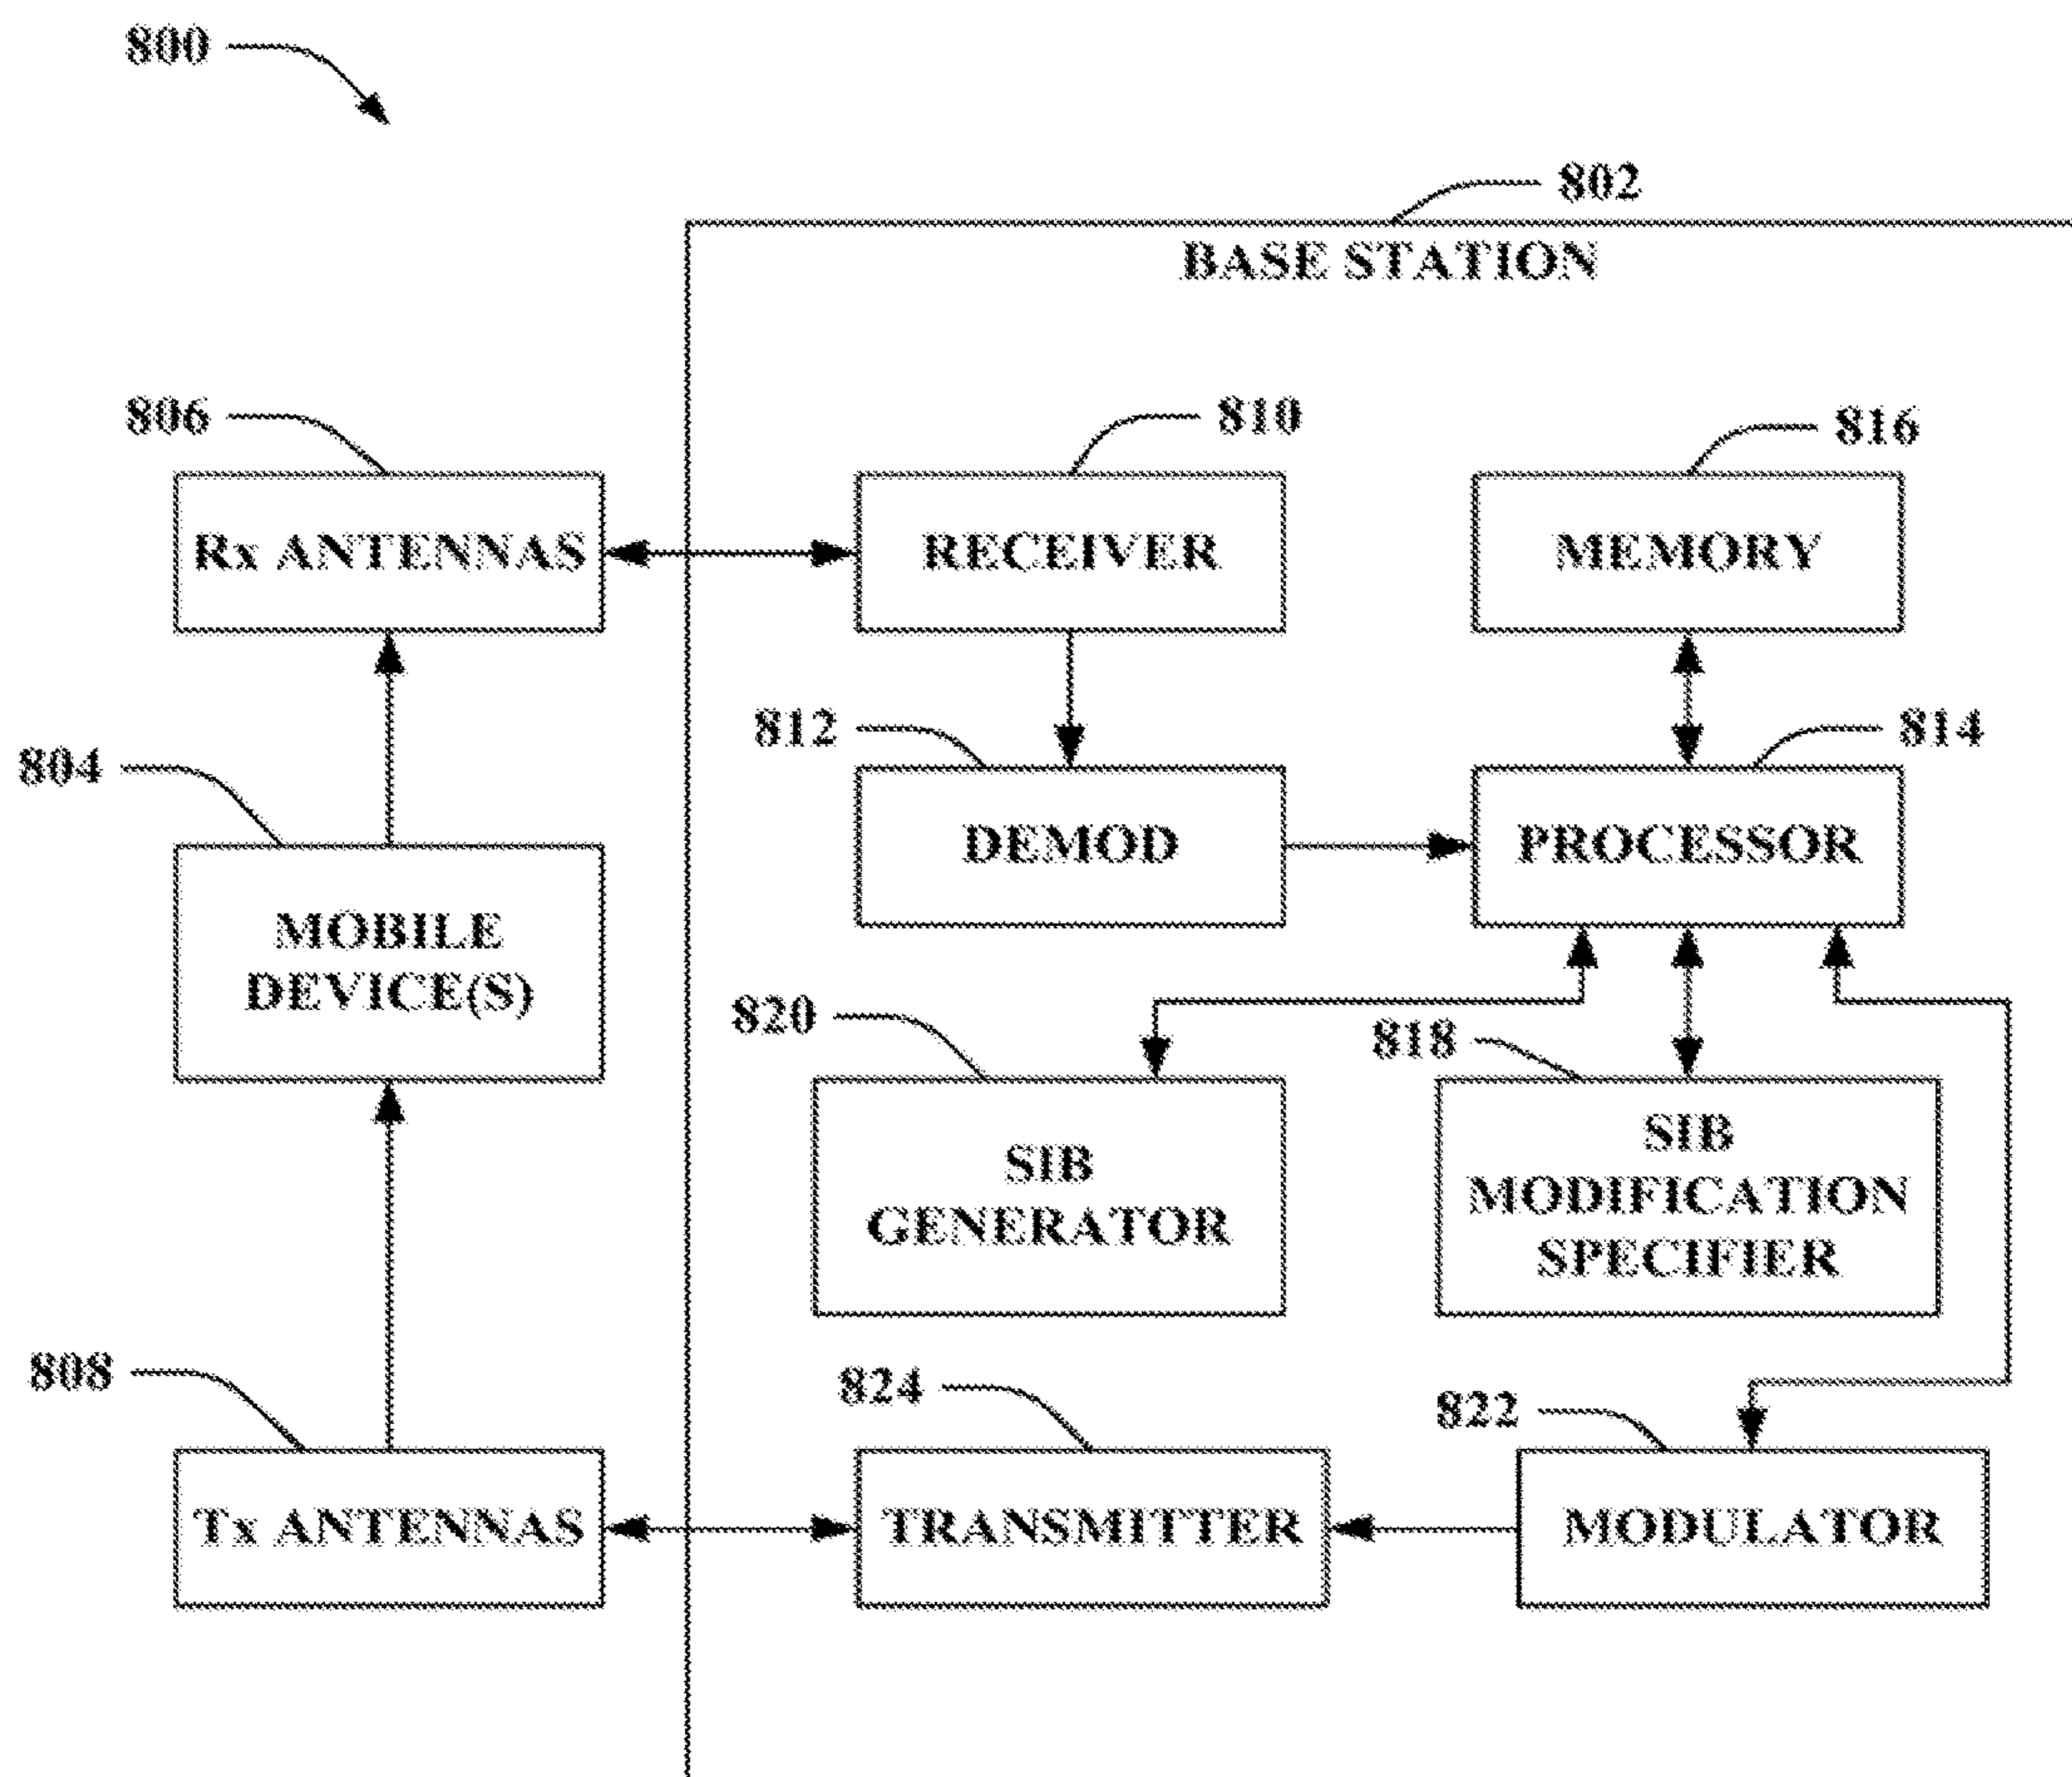 800
802
BASE STATION
806
810
816
Rx ANTENNAS
RECEIVER
MEMORY
812
814
804
DEMOD
PROCESSOR
MOBILE
DEVICE(S)
820
818
SIB
GENERATOR
SIB
MODIFICATION
SPECIFIER
808
824
822
Tx ANTENNAS
TRANSMITTER
MODULATOR